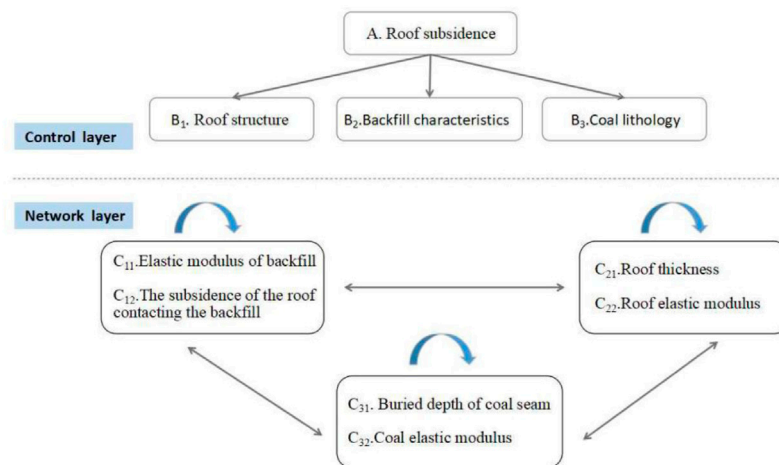 A. Roof subsidence
B₁. Roof structure
B₂.Backfill characteristics
B₃.Coal lithology
Control layer
Network layer
C₁₁.Elastic modulus of backfill
C₁₂.The subsidence of the roof
contacting the backfill
C₂₁.Roof thickness
C₂₂.Roof elastic modulus
C₃₁. Buried depth of coal seam
C₃₂.Coal elastic modulus